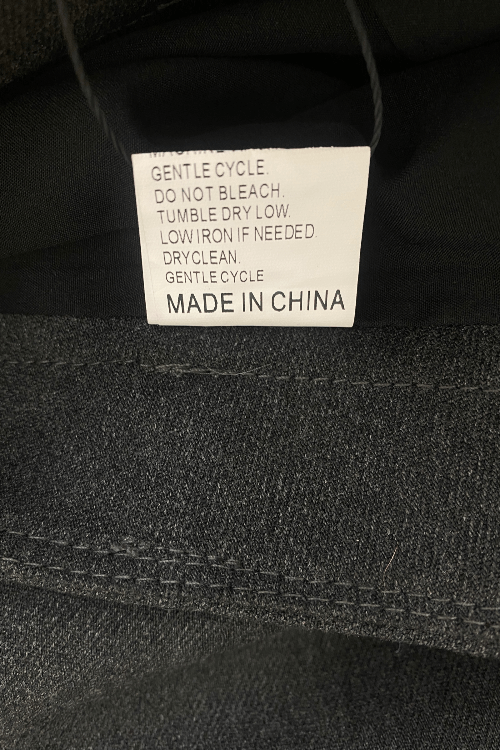 GENTLE CYCLE.
DO NOT BLEACH.
TUMBLE DRY LOW.
LOW IRON IF NEEDED
DRYCLEAN.
GENTLE CYCLE
MADE IN CHINA